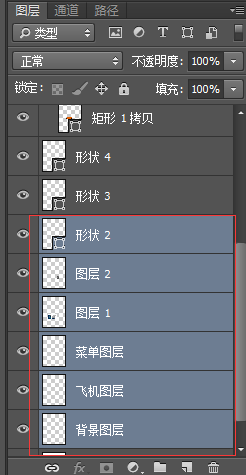 图层 通道 路径
类型 T
正常 不透明度: 100%
锁定: 填充: 100%
矩形 1 拷贝
形状 4
形状 3
形状 2
图层 2
图层 1
菜单图层
飞机图层
背景图层
fx